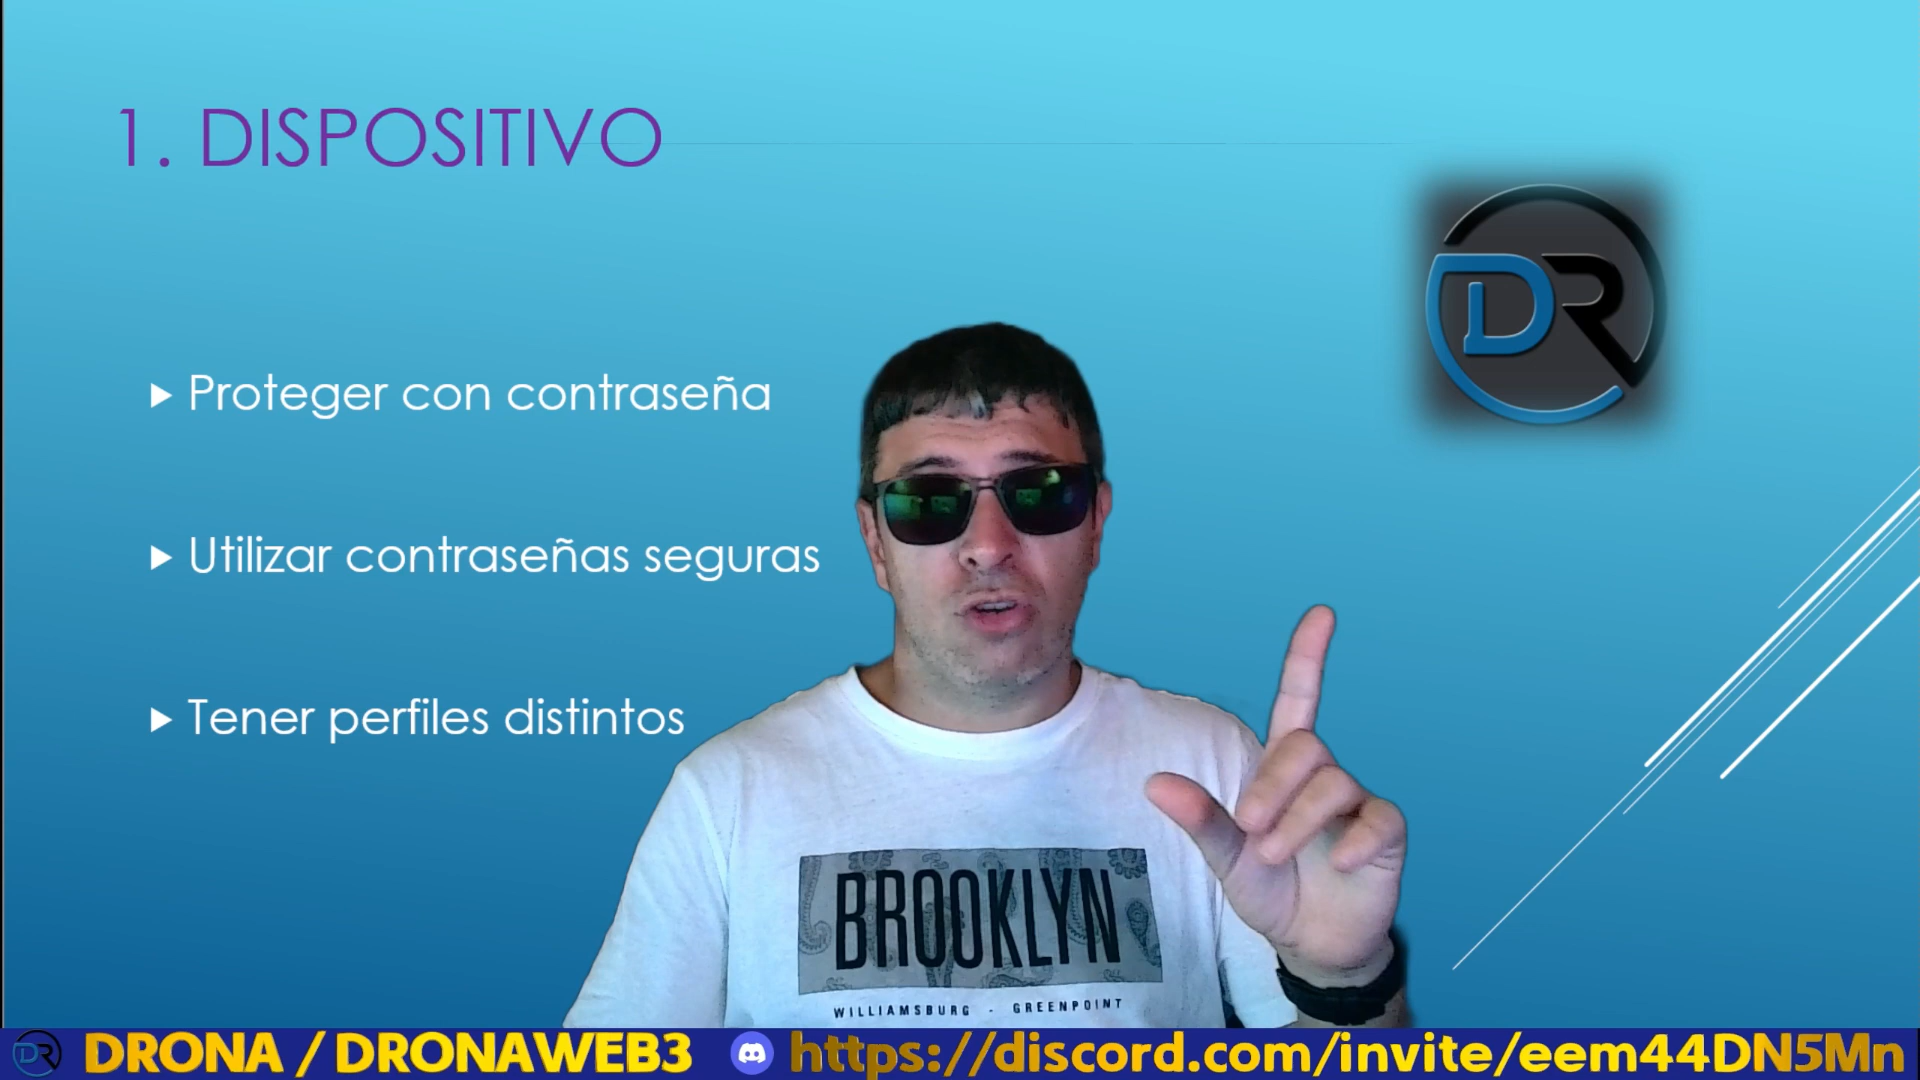 1. DISPOSITIVO
DR
Proteger con contraseña
Utilizar contraseñas seguras
Tener perfiles distintos
BROOKLYN
WILLIAMSBURG - GREENPOINT
DR DRONA / DRONAWEB3 https://discord.com/invite/eem44DN5Mn